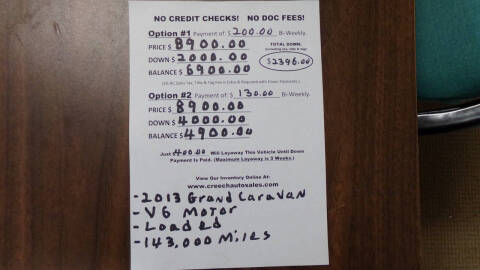 NO CREDIT CHECKS! NO DOC FEES!
Option #1 Payment of: $ 200.00 Bi-Weekly.
PRICE $ 8900.00
TOTAL DOWN:
DOWN $ 2000.00
$2396.00
BALANCE $ 6900.00
Option #2 Payment of: $ 130.00 Bi-Weekly.
PRICE $ 8900.00
DOWN $ 4000.00
BALANCE $ 4900.00
Just 400.00 Will Layaway This Vehicle Until Down
Payment Is Paid. (Maximum Layaway is 3 Weeks.)
View Our Inventory Online At:
www.creechautosales.com
-2013 Grand Caravan
-V6 Motor
-Loaded
-143,000 Miles